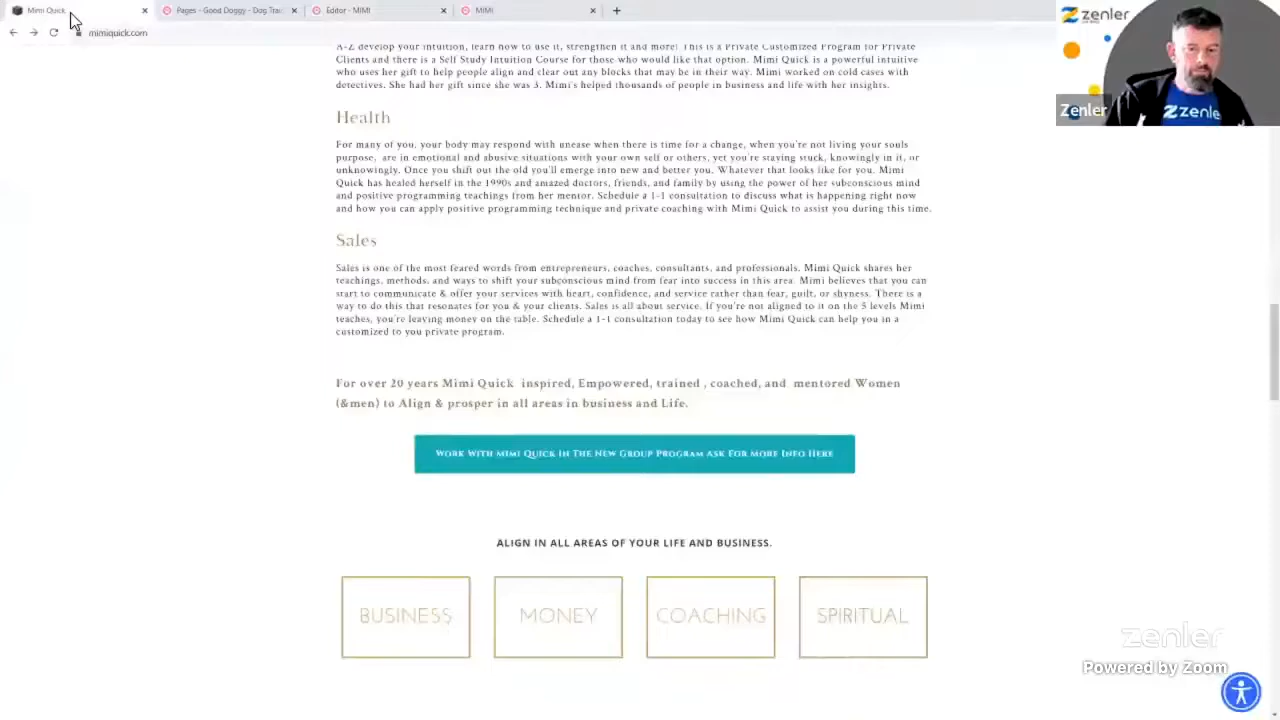 Mimi Quick
Pages - Good Doggy - Dog Trai
Editor - MIMI
MIMI
mimiquick.com
zenler
A-Z develop your intuition, learn how to use it, strengthen it and more! This is a Private Customized Program for Private
Clients and there is a Self Study Intuition Course for those who would like that option. Mimi Quick is a powerful intuitive
who uses her gift to help people align and clear out any blocks that may be in their way. Mimi worked on cold cases with
detectives. She had her gift since she was 3. Mimi's helped thousands of people in business and life with her insights.
Zenler
zenle
Health
For many of you, your body may respond with unease when there is time for a change, when you're not living your souls
purpose, are in emotional and abusive situations with your own self or others, yet you're staying stuck, knowingly in it, or
unknowingly. Once you shift out the old you'll emerge into new and better you. Whatever that looks like for you. Mimi
Quick has healed herself in the 1990s and amazed doctors, friends, and family by using the power of her subconscious mind
and positive programming teachings from her mentor. Schedule a 1-1 consultation to discuss what is happening right now
and how you can apply positive programming technique and private coaching with Mimi Quick to assist you during this time.
Sales
Sales is one of the most feared words from entrepreneurs, coaches, consultants, and professionals. Mimi Quick shares her
teachings, methods, and ways to shift your subconscious mind from fear into success in this area. Mimi believes that you can
start to communicate & offer your services with heart, confidence, and service rather than fear, guilt, or shyness. There is a
way to do this that resonates for you & your clients. Sales is all about service. If you're not aligned to it on the 5 levels Mimi
teaches, you're leaving money on the table. Schedule a 1-1 consultation today to see how Mimi Quick can help you in a
customized to you private program.
For over 20 years Mimi Quick inspired, Empowered, trained , coached, and mentored Women
(&men) to Align & prosper in all areas in business and Life.
Work With Mimi Quick In The New Group Program Ask For More Info Here
ALIGN IN ALL AREAS OF YOUR LIFE AND BUSINESS.
BUSINESS
MONEY
COACHING
SPIRITUAL
zenler
Powered by Zoom